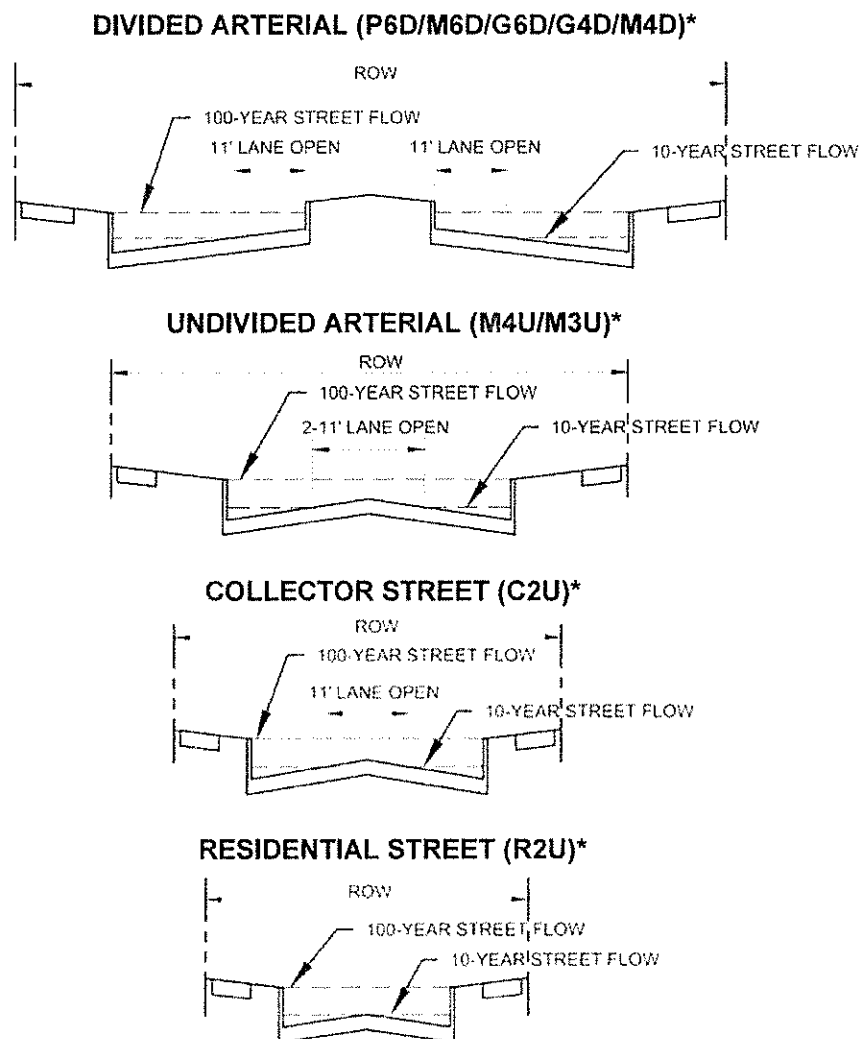 DIVIDED ARTERIAL (P6D/M6D/G6D/G4D/M4D)*
ROW
100-YEAR STREET FLOW
11' LANE OPEN
11' LANE OPEN
10-YEAR STREET FLOW
UNDIVIDED ARTERIAL (M4U/M3U)*
ROW
100-YEAR STREET FLOW
2-11' LANE OPEN
10-YEAR STREET FLOW
COLLECTOR STREET (C2U)*
ROW
100-YEAR STREET FLOW
11' LANE OPEN
10-YEAR STREET FLOW
RESIDENTIAL STREET (R2U)*
ROW
100-YEAR STREET FLOW
10-YEAR STREET FLOW